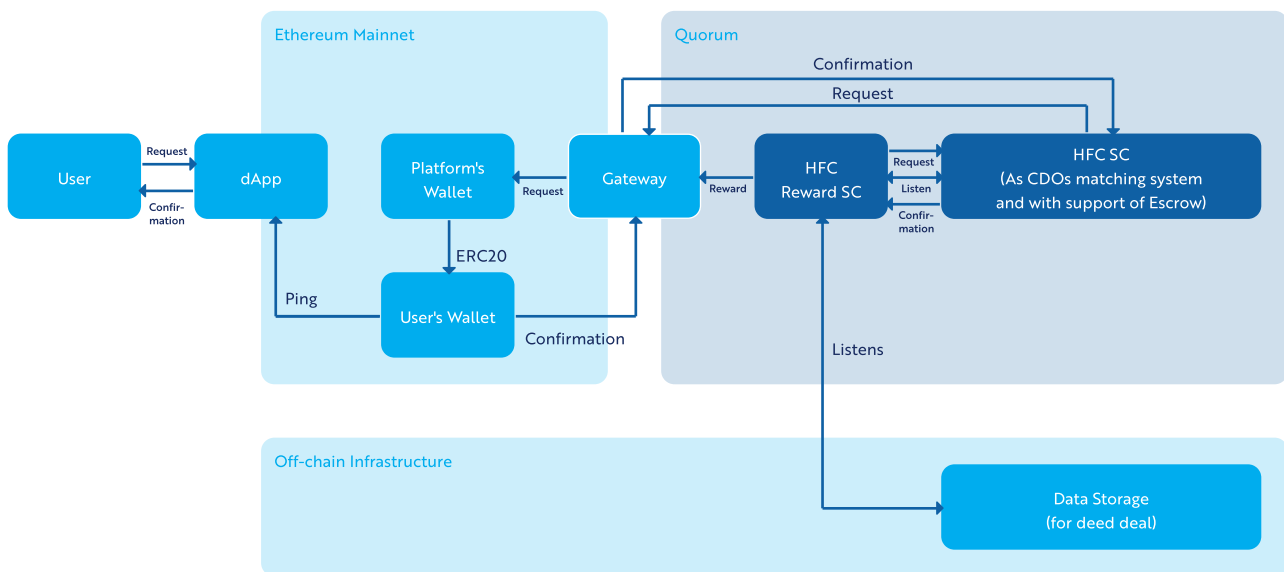 Ethereum Mainnet
Quorum
Confirmation
Request
User
Request
Confir-
mation
dApp
Platform's
Wallet
Request
Gateway
Reward
HFC
Reward SC
Request
Listen
Confir-
mation
HFC SC
(As CDOs matching system
and with support of Escrow)
ERC20
Ping
User's Wallet
Confirmation
Listens
Off-chain Infrastructure
Data Storage
(for deed deal)